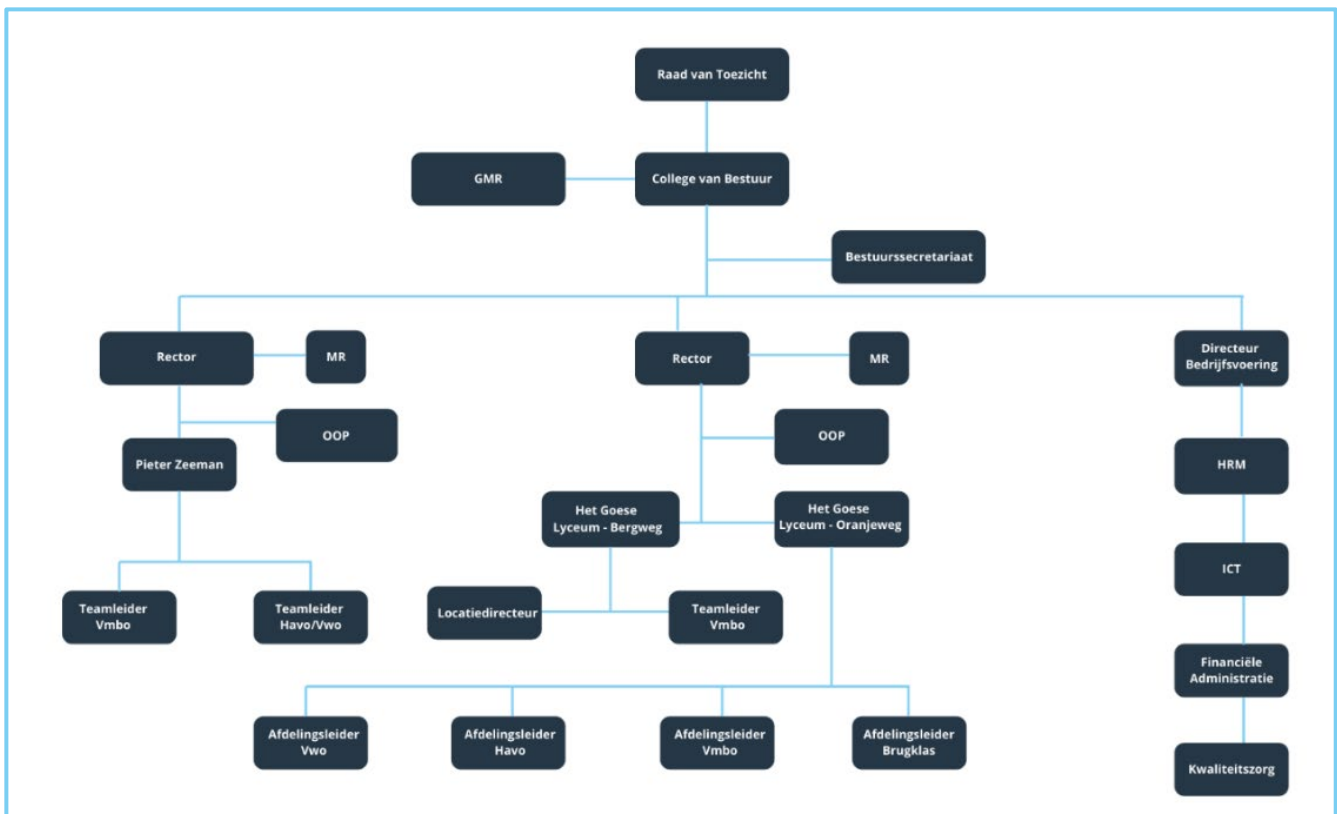 Raad van Toezicht
GMR
College van Bestuur
Bestuurssecretariaat
Rector
MR
Rector
MR
Directeur
Bedrijfsvoering
OOP
OOP
Pieter Zeeman
HRM
Het Goese
Lyceum - Bergweg
Het Goese
Lyceum - Oranjeweg
ICT
Teamleider
Vmbo
Teamleider
Havo/Vwo
Locatiedirecteur
Teamleider
Vmbo
Financiële
Administratie
Afdelingsleider
Vwo
Afdelingsleider
Havo
Afdelingsleider
Vmbo
Afdelingsleider
Brugklas
Kwaliteitszorg